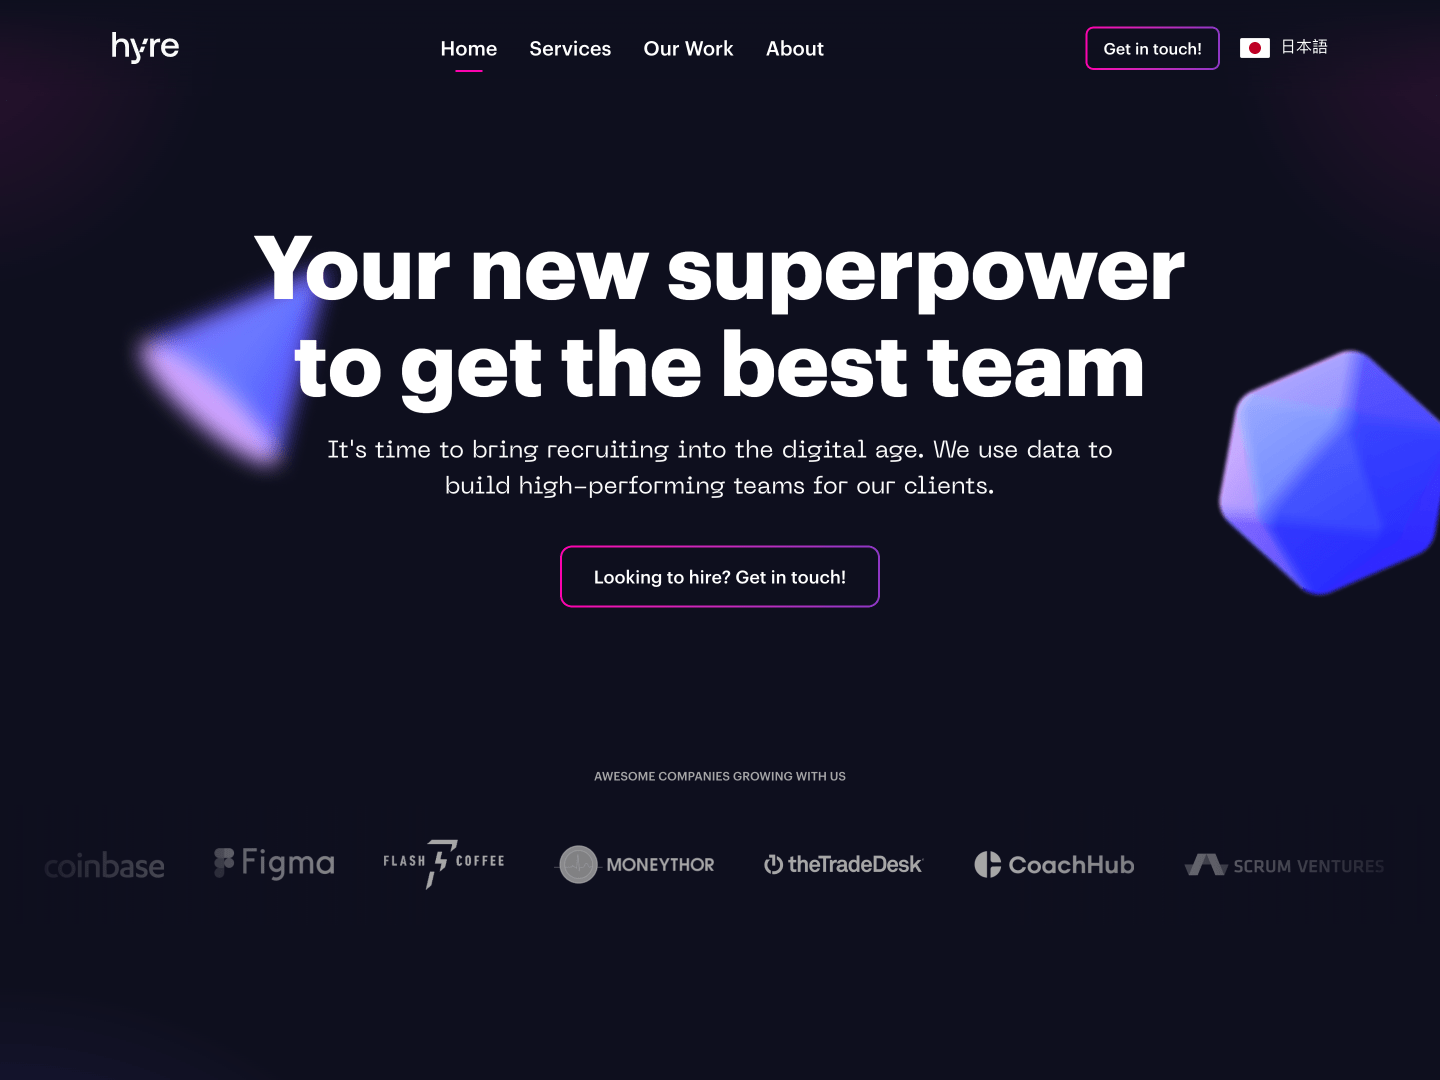 hyre
Home Services Our Work About
Get in touch!
日本語
Your new superpower
to get the best team
It's time to bring recruiting into the digital age. We use data to
build high-performing teams for our clients.
Looking to hire? Get in touch!
AWESOME COMPANIES GROWING WITH US
coinbase
Figma
FLASH COFFEE
MONEYTHOR
theTradeDesk
CoachHub
SCRUM VENTURES